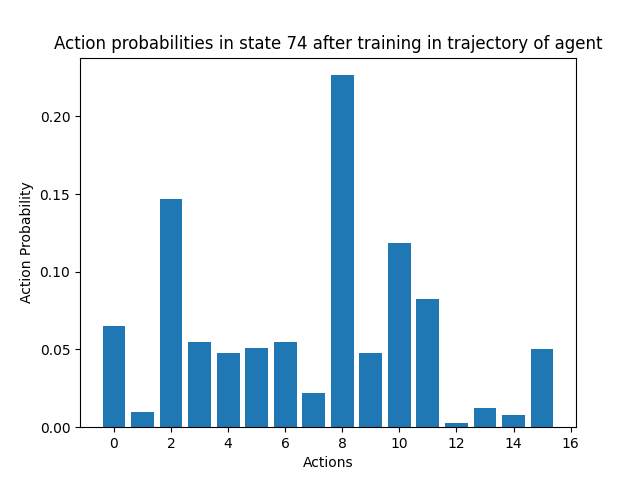 Action probabilities in state 74 after training in trajectory of agent
0.20
0.15
0.10
0.05
0.00
Action Probability
0 2 4 6 8 10 12 14 16
Actions